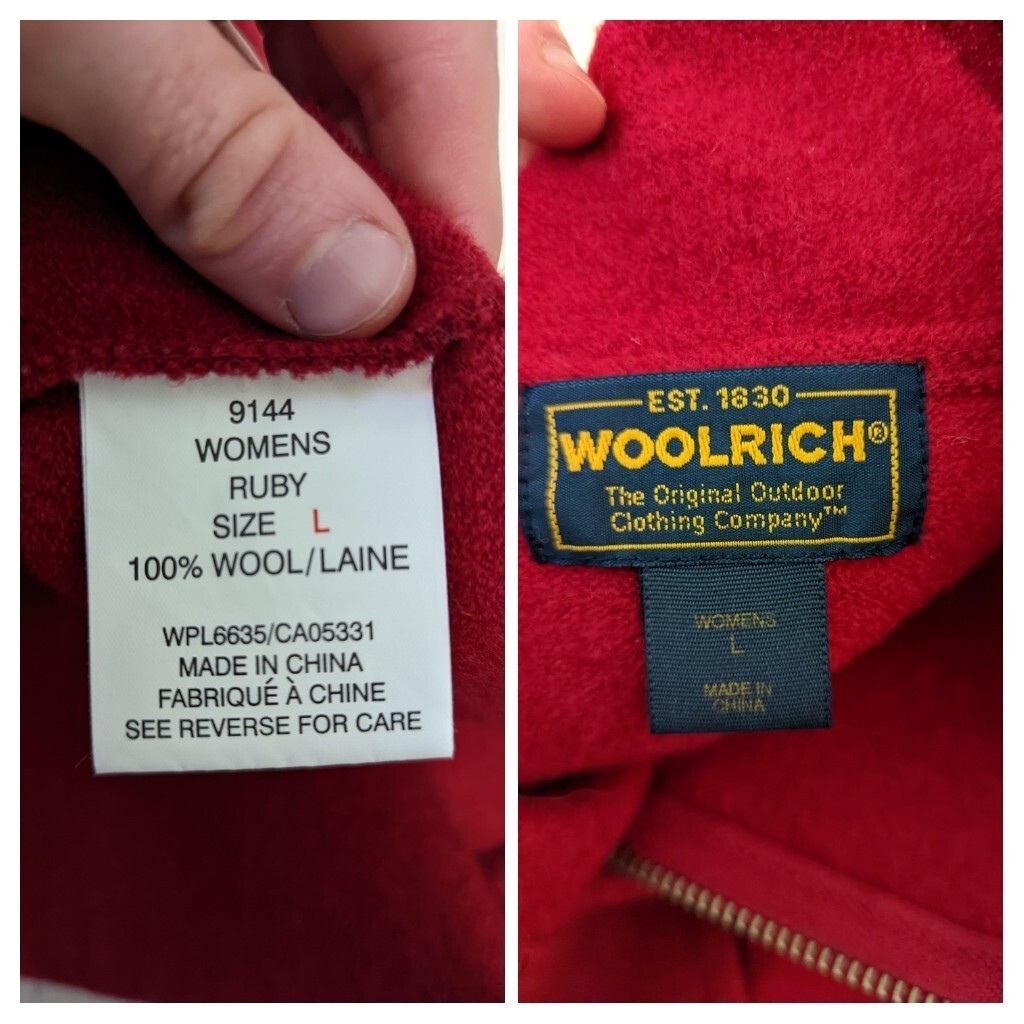 9144
WOMENS
RUBY
SIZE L
100% WOOL/LAINE
WPL6635/CA05331
MADE IN CHINA
FABRIQUÉ À CHINE
SEE REVERSE FOR CARE
EST. 1830
WOOLRICH®
The Original Outdoor
Clothing Company™
WOMENS
L
MADE IN
CHINA